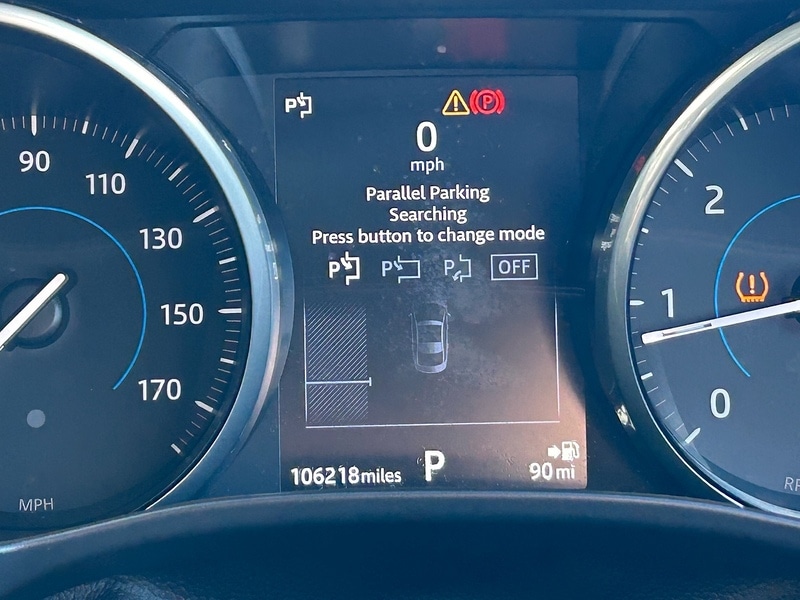 90
110
130
150
170
MPH
P
P
0
mph
Parallel Parking
Searching
Press button to change mode
P P P OFF
106218 miles P 90 mi
2
1
0